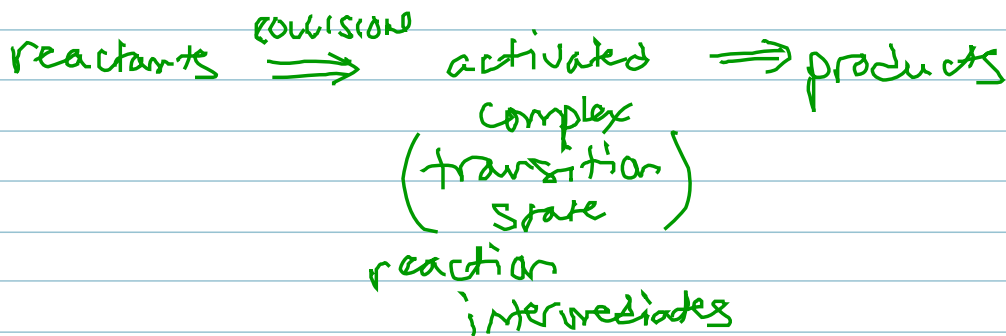 collision
reactants ⇒ activated ⇒ products
complex
(transition
state)
reaction
intermediates